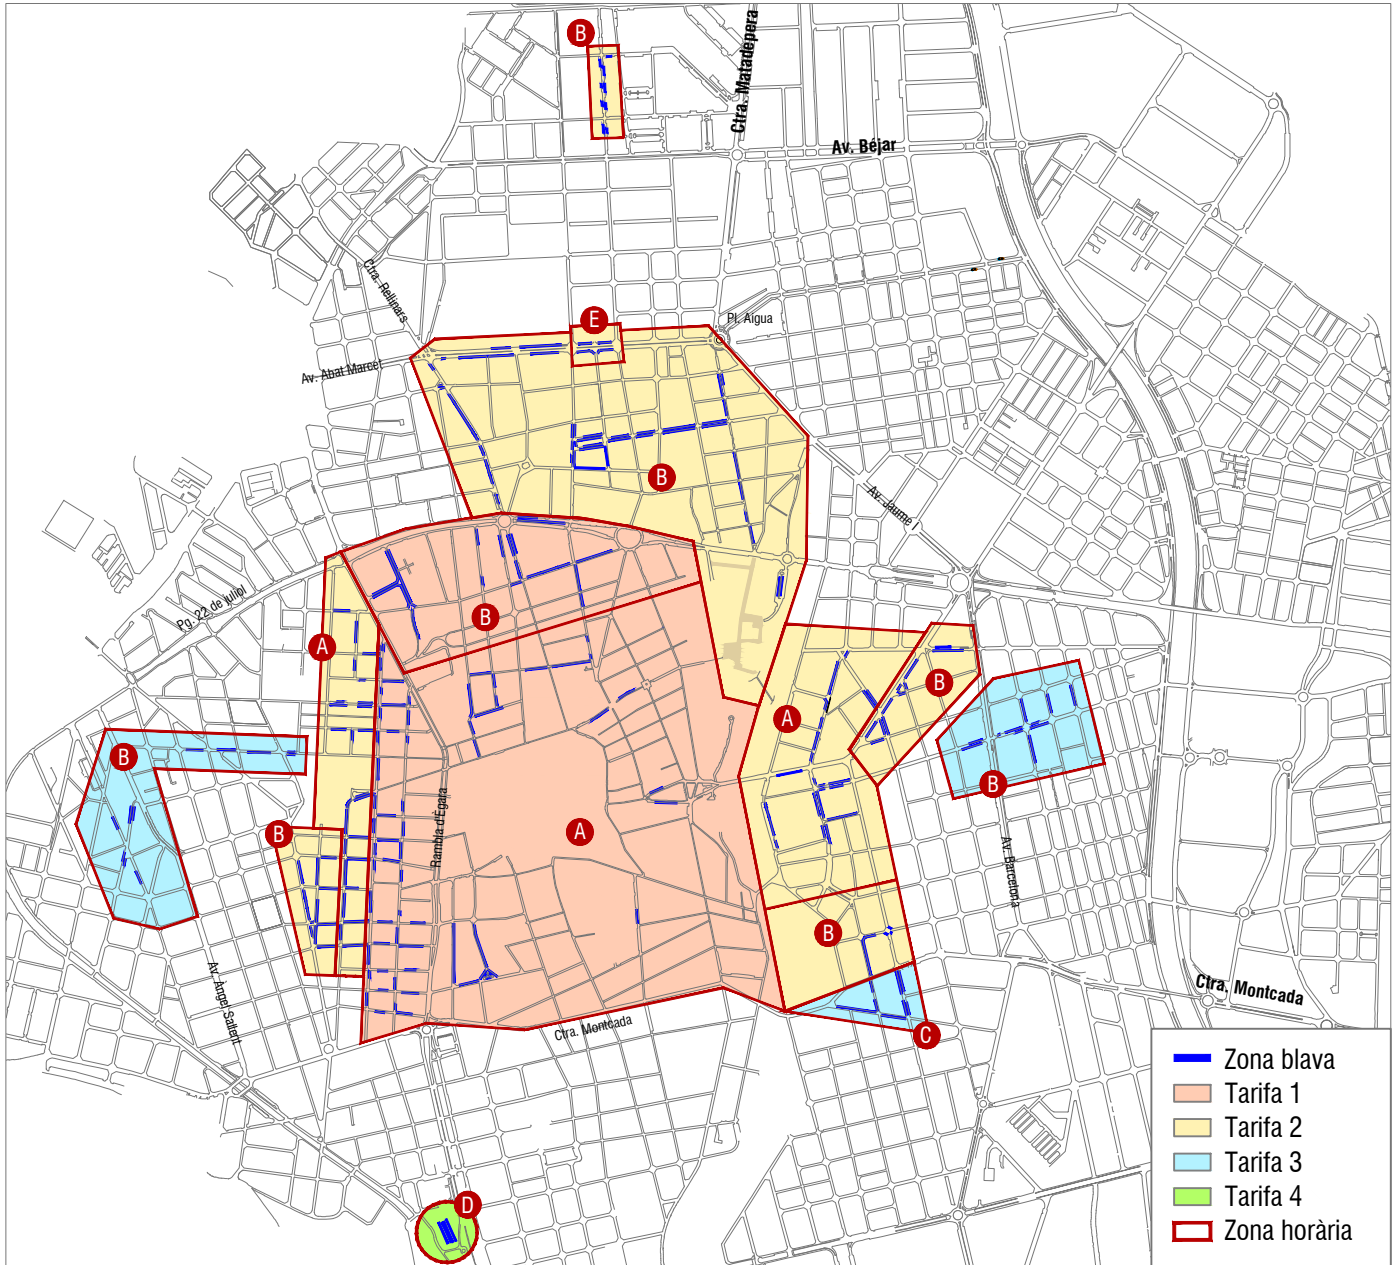 B
Ctra. Matadepera
Av. Béjar
Ctra. Rellinars
E
Pl. Aigua
Av. Abat Marcet
B
Av. Jaume I
Pg. 22 de juliol
B
A
B
A
B
B
Rambla d'Ègara
A
B
Av. Barcelona
B
B
Av. Àngel Sallent
Ctra. Montcada
Ctra. Montcada
C
D
Zona blava
Tarifa 1
Tarifa 2
Tarifa 3
Tarifa 4
Zona horària